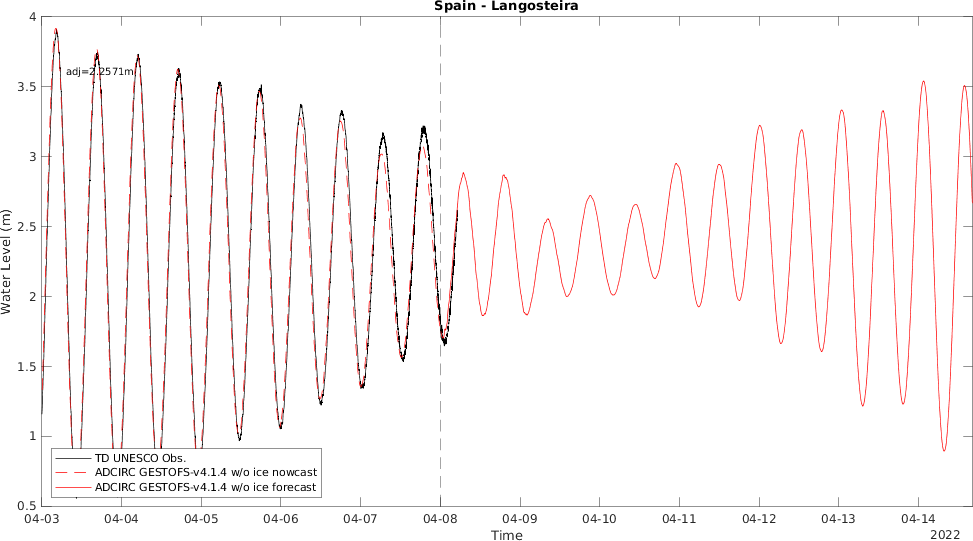 Spain - Langosteira
4
3.5
3
2.5
2
1.5
1
0.5
Water Level (m)
adj=2.2571m
TD UNESCO Obs.
ADCIRC GESTOFS-v4.1.4 w/o ice nowcast
ADCIRC GESTOFS-v4.1.4 w/o ice forecast
04-03 04-04 04-05 04-06 04-07 04-08 04-09 04-10 04-11 04-12 04-13 04-14
Time
2022